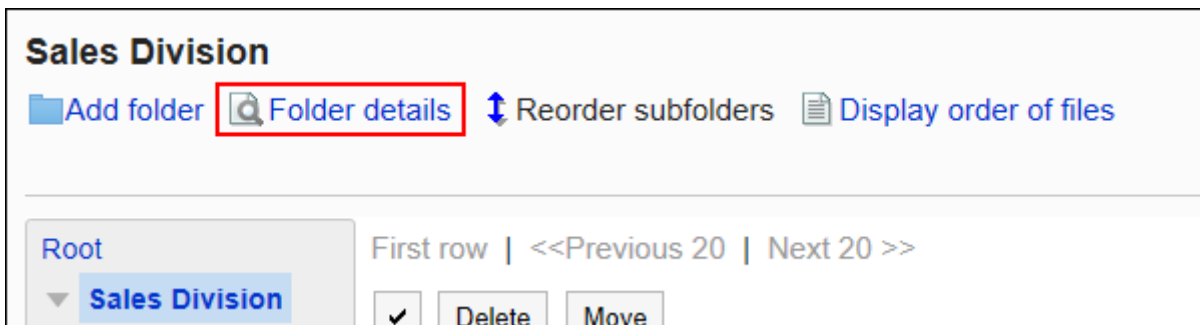 Sales Division
Add folder Folder details Reorder subfolders Display order of files
Root
First row | <<Previous 20 | Next 20 >>
Sales Division
Delete Move